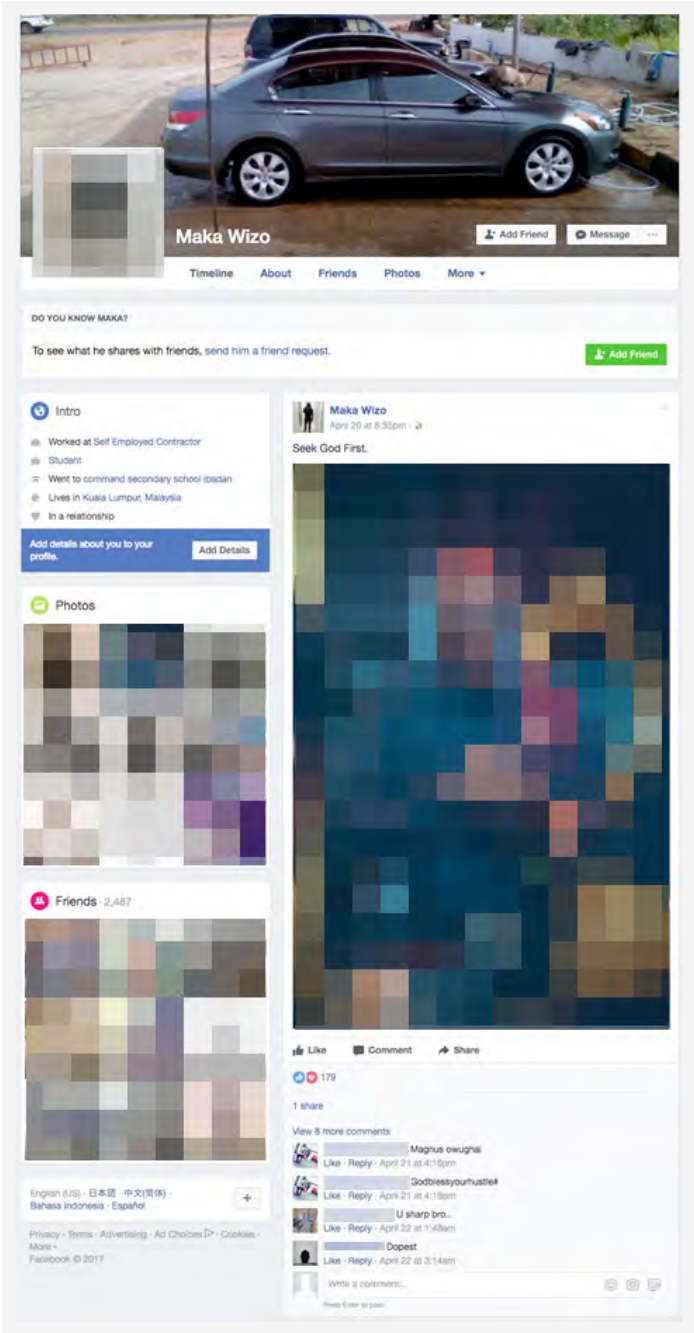 Maka Wizo
Add Friend
Message
Timeline
About
Friends
Photos
More
DO YOU KNOW MAKA?
To see what he shares with friends, send him a friend request.
Add Friend
Intro
Worked at Self Employed Contractor
Student
Went to command secondary school ibadan
Lives in Kuala Lumpur, Malaysia
In a relationship
Add details about you to your
profile.
Add Details
Photos
Friends · 2,487
English (US) · 日本語 · 中文(简体) ·
Bahasa Indonesia · Español
Privacy · Terms · Advertising · Ad Choices · Cookies ·
More
Facebook © 2017
Maka Wizo
April 20 at 8:35pm ·
Seek God First.
Like
Comment
Share
179
1 share
View 8 more comments
Magnus owughai
Like · Reply · April 21 at 4:16pm
Godblessyourhustle#
Like · Reply · April 21 at 4:18pm
U sharp bro..
Like · Reply · April 22 at 1:48am
Dopest
Like · Reply · April 22 at 3:14am
Write a comment...
Press Enter to post.